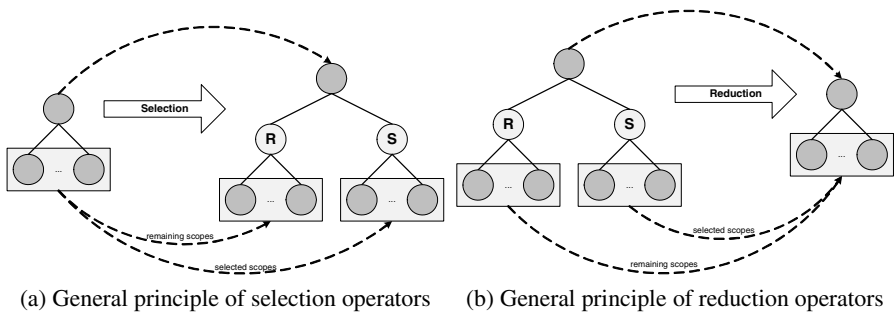 Selection
R
S
...
...
...
remaining scopes
selected scopes
(a) General principle of selection operators
Reduction
R
S
...
...
...
selected scopes
remaining scopes
(b) General principle of reduction operators